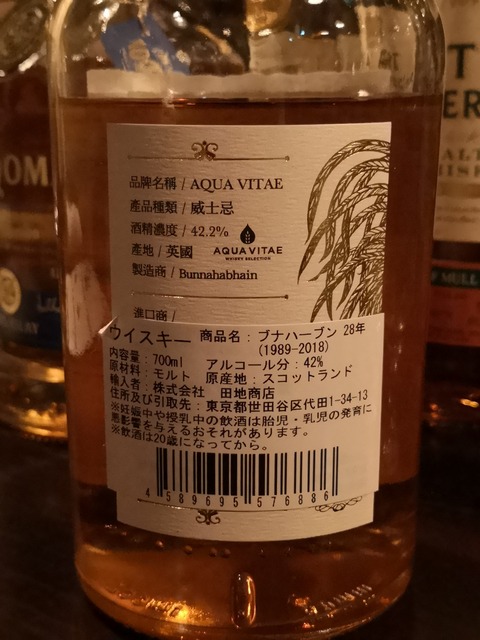 品牌名稱 / AQUA VITAE
產品種類 / 威士忌
酒精濃度 / 42.2%
產地 / 英國
製造商 / Bunnahabhain
AQUA VITAE
WHISKY SELECTION
進口商 /
ウイスキー 商品名：ブナハーブン 28年
(1989-2018)
内容量：700ml アルコール分：42%
原材料：モルト 原産地：スコットランド
輸入者：株式会社 田地商店
住所及び引取先：東京都世田谷区代田1-34-13
※妊娠中や授乳中の飲酒は胎児・乳児の発育に
悪影響を与えるおそれがあります。
※飲酒は20歳になってから。
4 589695 576886
OM
T
ER
MULL